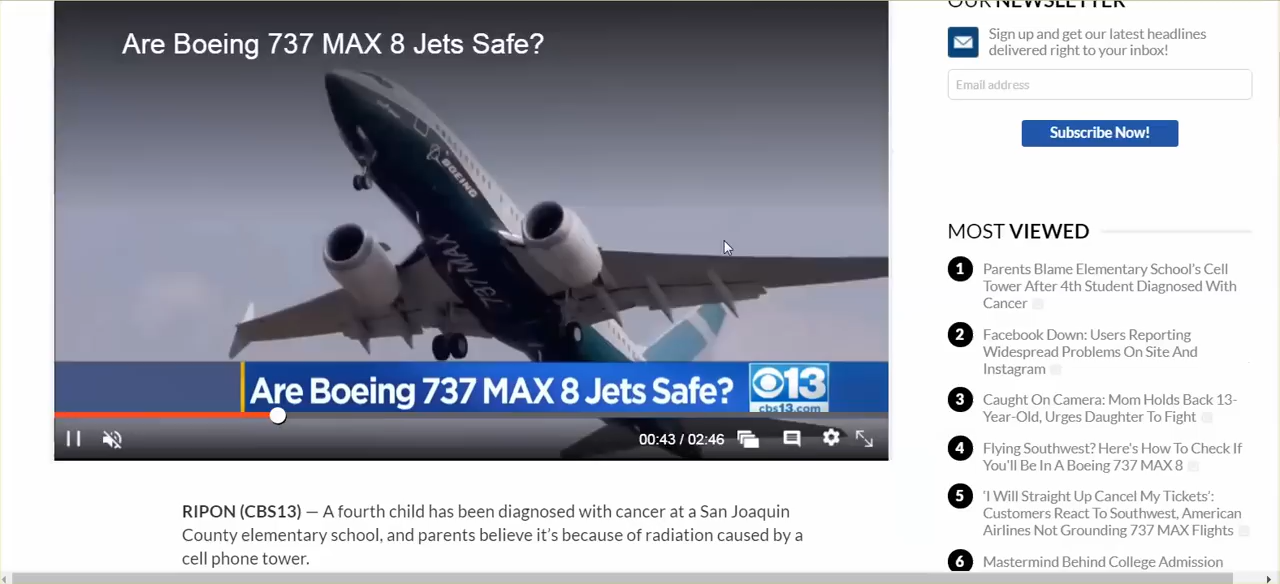 Are Boeing 737 MAX 8 Jets Safe?
BOEING
737 MAX
Are Boeing 737 MAX 8 Jets Safe?
CBS 13
cbs13.com
00:43 / 02:46
RIPON (CBS13) — A fourth child has been diagnosed with cancer at a San Joaquin
County elementary school, and parents believe it's because of radiation caused by a
cell phone tower.
OUR NEWSLETTER
Sign up and get our latest headlines
delivered right to your inbox!
Email address
Subscribe Now!
MOST VIEWED
1 Parents Blame Elementary School's Cell
Tower After 4th Student Diagnosed With
Cancer
2 Facebook Down: Users Reporting
Widespread Problems On Site And
Instagram
3 Caught On Camera: Mom Holds Back 13-
Year-Old, Urges Daughter To Fight
4 Flying Southwest? Here's How To Check If
You'll Be In A Boeing 737 MAX 8
5 'I Will Straight Up Cancel My Tickets':
Customers React To Southwest, American
Airlines Not Grounding 737 MAX Flights
6 Mastermind Behind College Admission